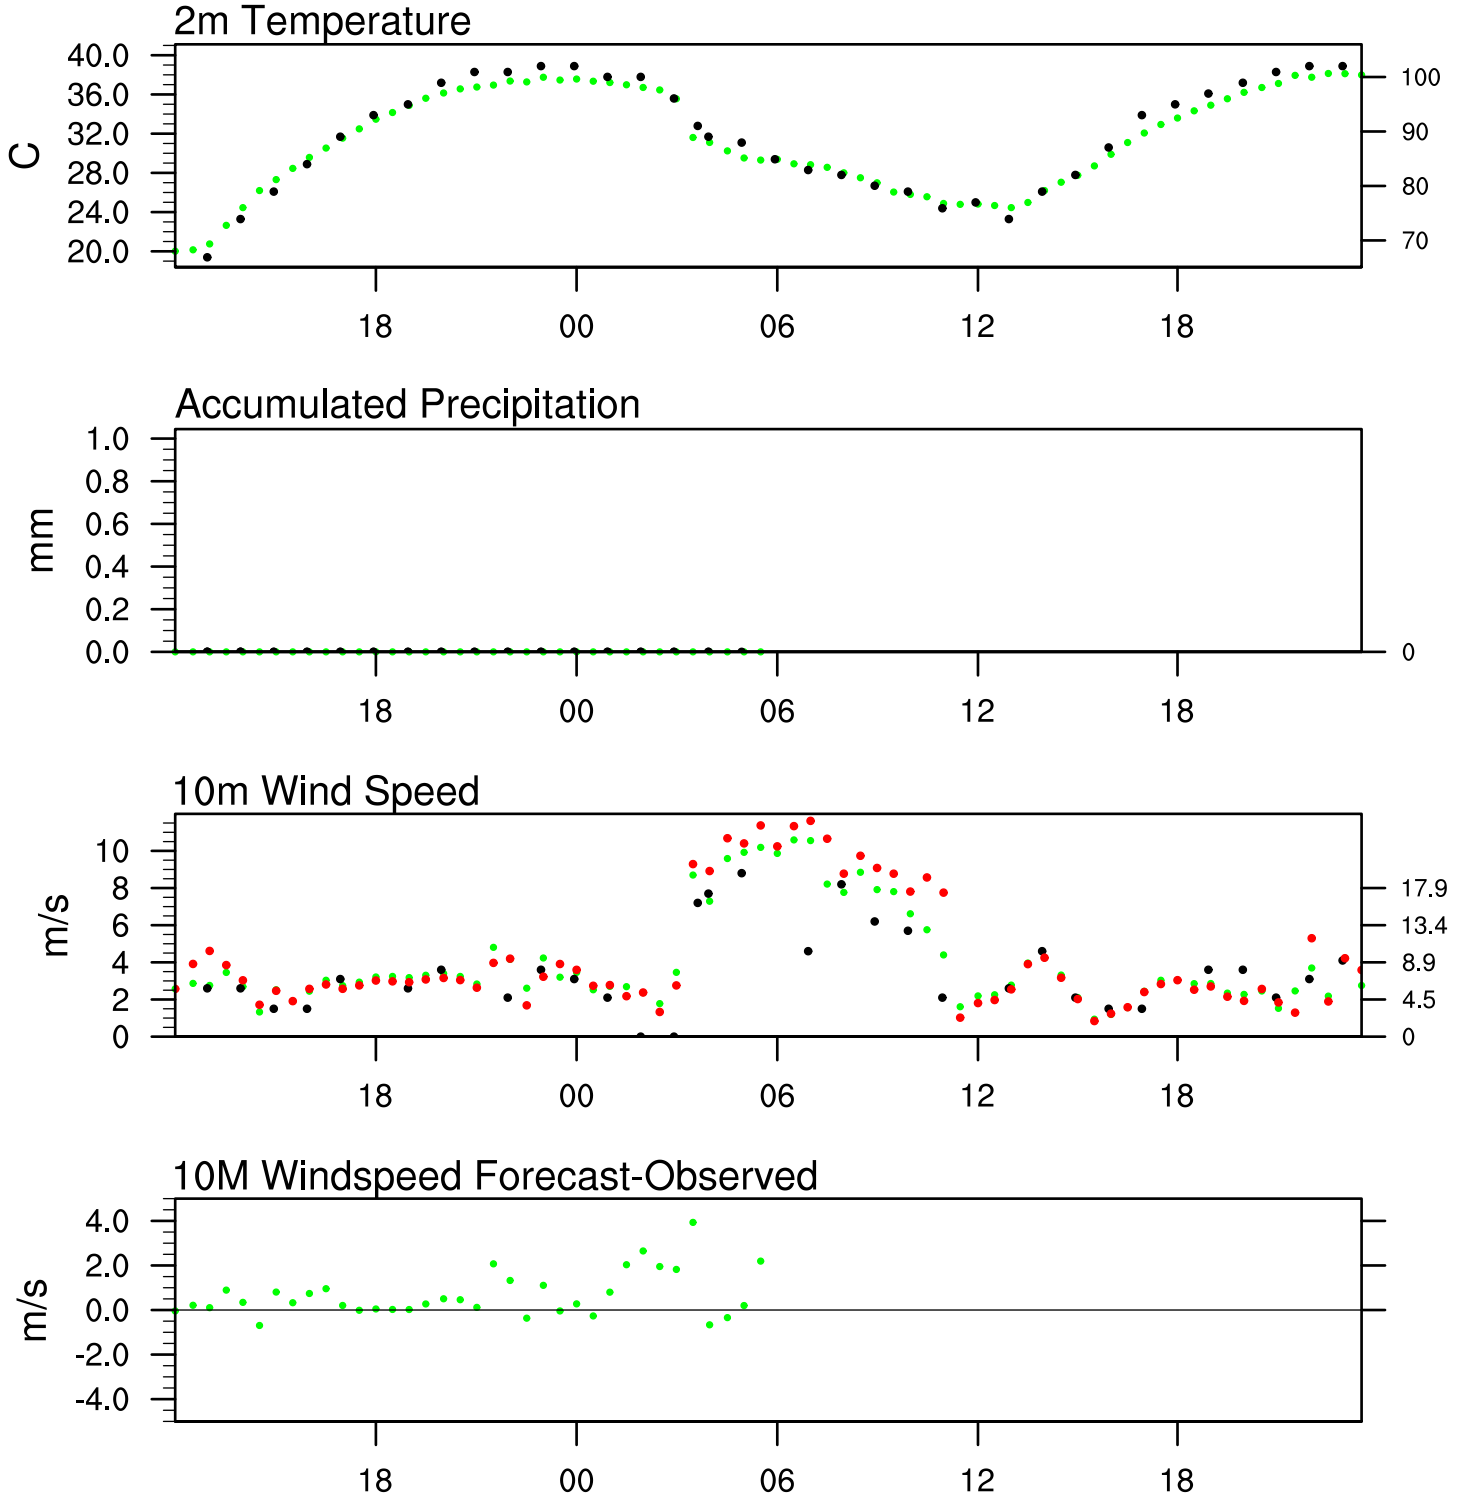 2m Temperature
40.0
36.0
32.0
28.0
24.0
20.0
C
100
90
80
70
18 00 06 12 18
Accumulated Precipitation
1.0
0.8
0.6
0.4
0.2
0.0
mm
0
18 00 06 12 18
10m Wind Speed
10
8
6
4
2
0
m/s
17.9
13.4
8.9
4.5
0
18 00 06 12 18
10M Windspeed Forecast-Observed
4.0
2.0
0.0
-2.0
-4.0
m/s
18 00 06 12 18